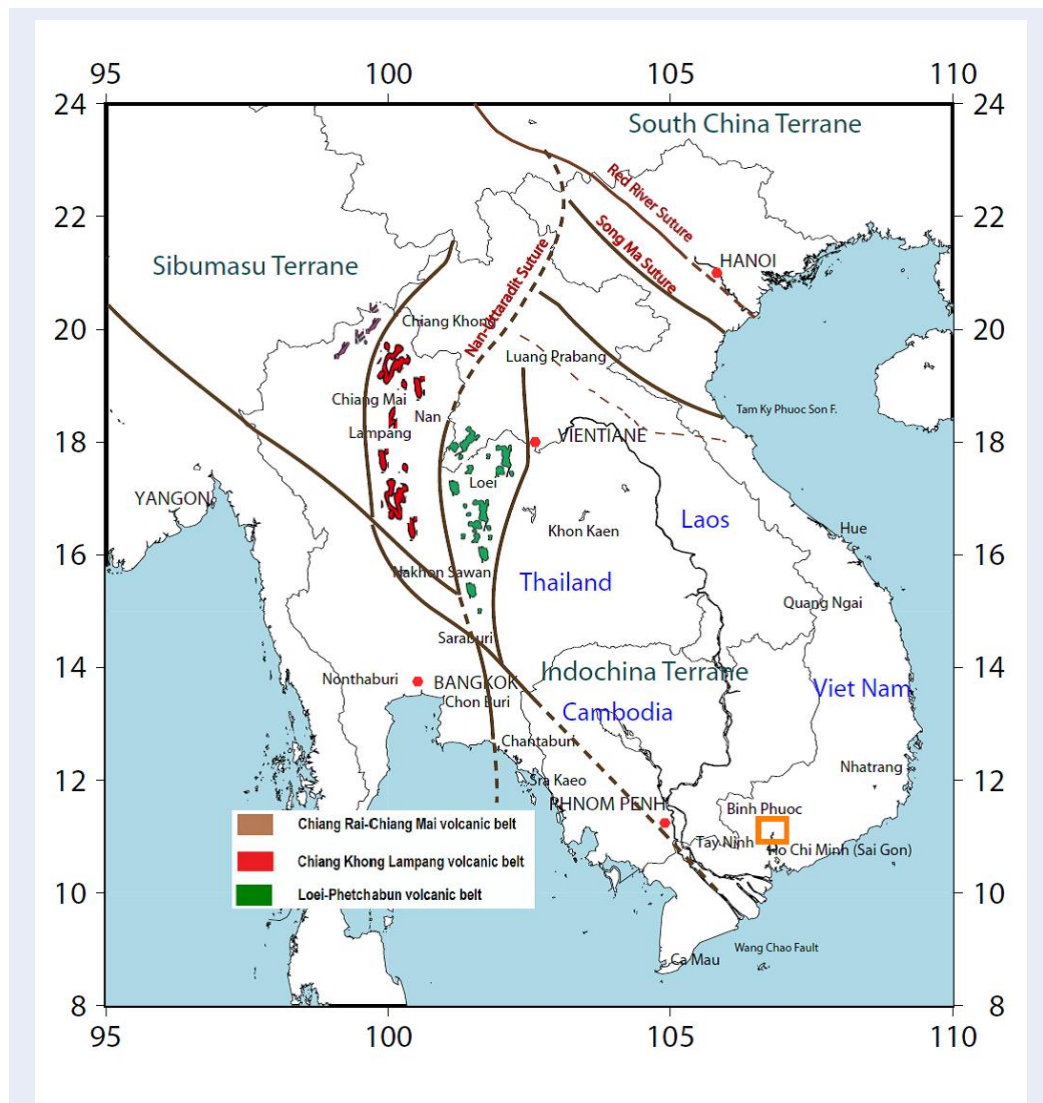 95 100 105 110
24 24
South China Terrane
Red River Suture
22 22
Song Ma Suture
Nan-Uttaradit Suture
HANOI
Sibumasu Terrane
20 20
Chiang Khong
Luang Prabang
Chiang Mai
Nan
Tam Ky Phuoc Son F.
Lampang
18 18
VIENTIANE
Loei
YANGON
Laos
Khon Kaen
Hue
16 16
Nakhon Sawan
Thailand
Quang Ngai
Saraburi
14 14
Indochina Terrane
Nonthaburi
BANGKOK
Viet Nam
Chon Buri
Cambodia
Chantaburi
Nhatrang
12 12
Sra Kaeo
PHNOM PENH
Binh Phuoc
Chiang Rai-Chiang Mai volcanic belt
Tay Ninh
Ho Chi Minh (Sai Gon)
Chiang Khong Lampang volcanic belt
Loei-Phetchabun volcanic belt
10 10
Wang Chao Fault
Ca Mau
8 8
95 100 105 110